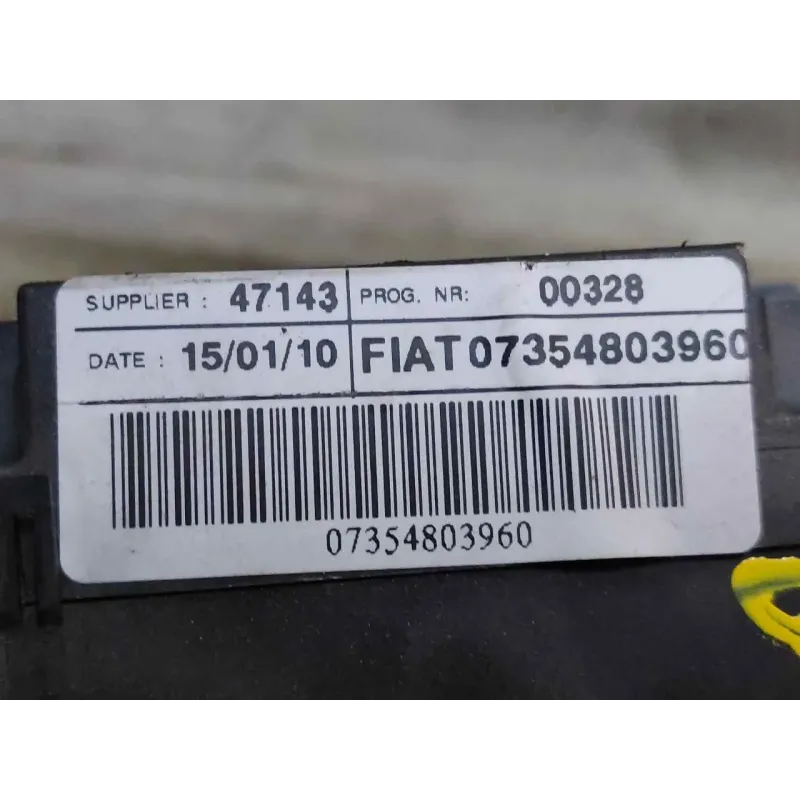 SUPPLIER : 47143 PROG. NR: 00328
DATE : 15/01/10 FIAT 07354803960
07354803960